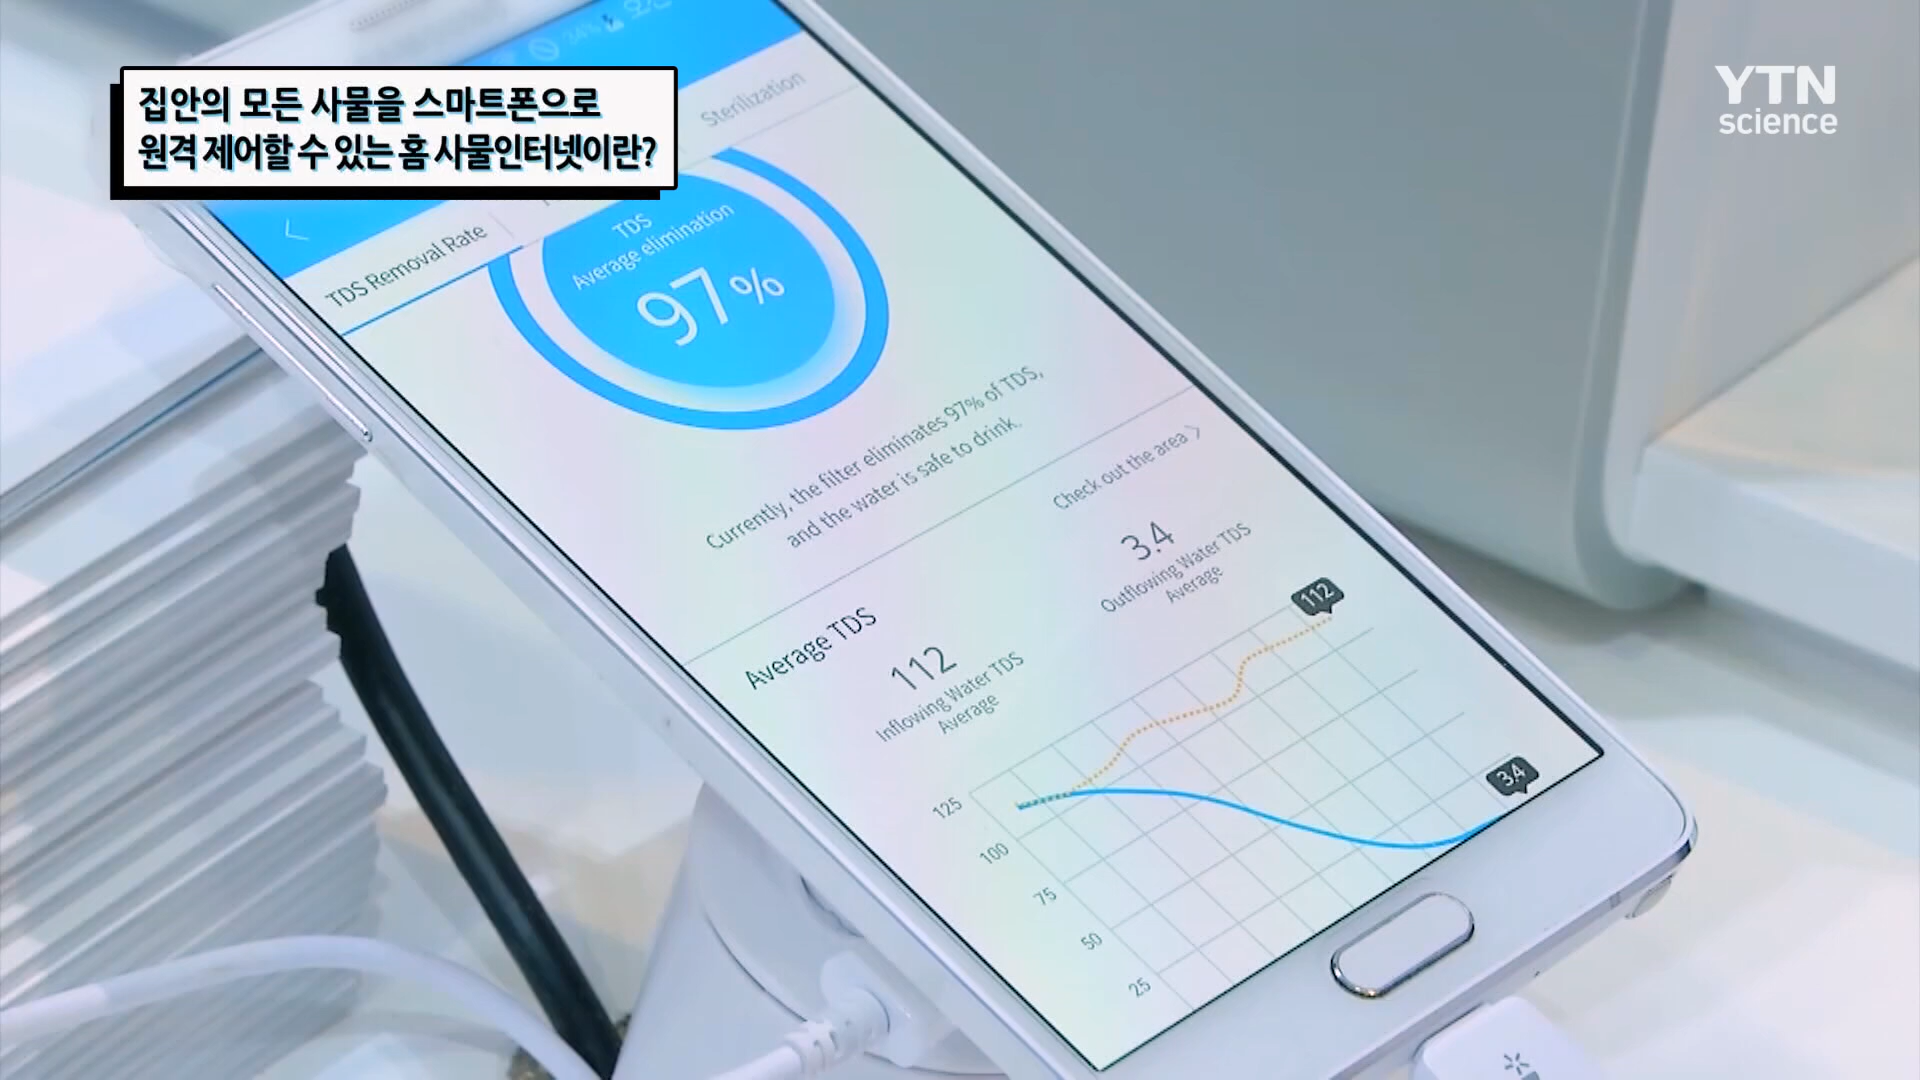 집안의 모든 사물을 스마트폰으로
원격 제어할 수 있는 홈 사물인터넷이란?
YTN
science
TDS Removal Rate
Sterilization
TDS
Average elimination
97%
Currently, the filter eliminates 97% of TDS,
and the water is safe to drink.
Check out the area >
Average TDS
112
Inflowing Water TDS
Average
3.4
Outflowing Water TDS
Average
112
3.4
125
100
75
50
25